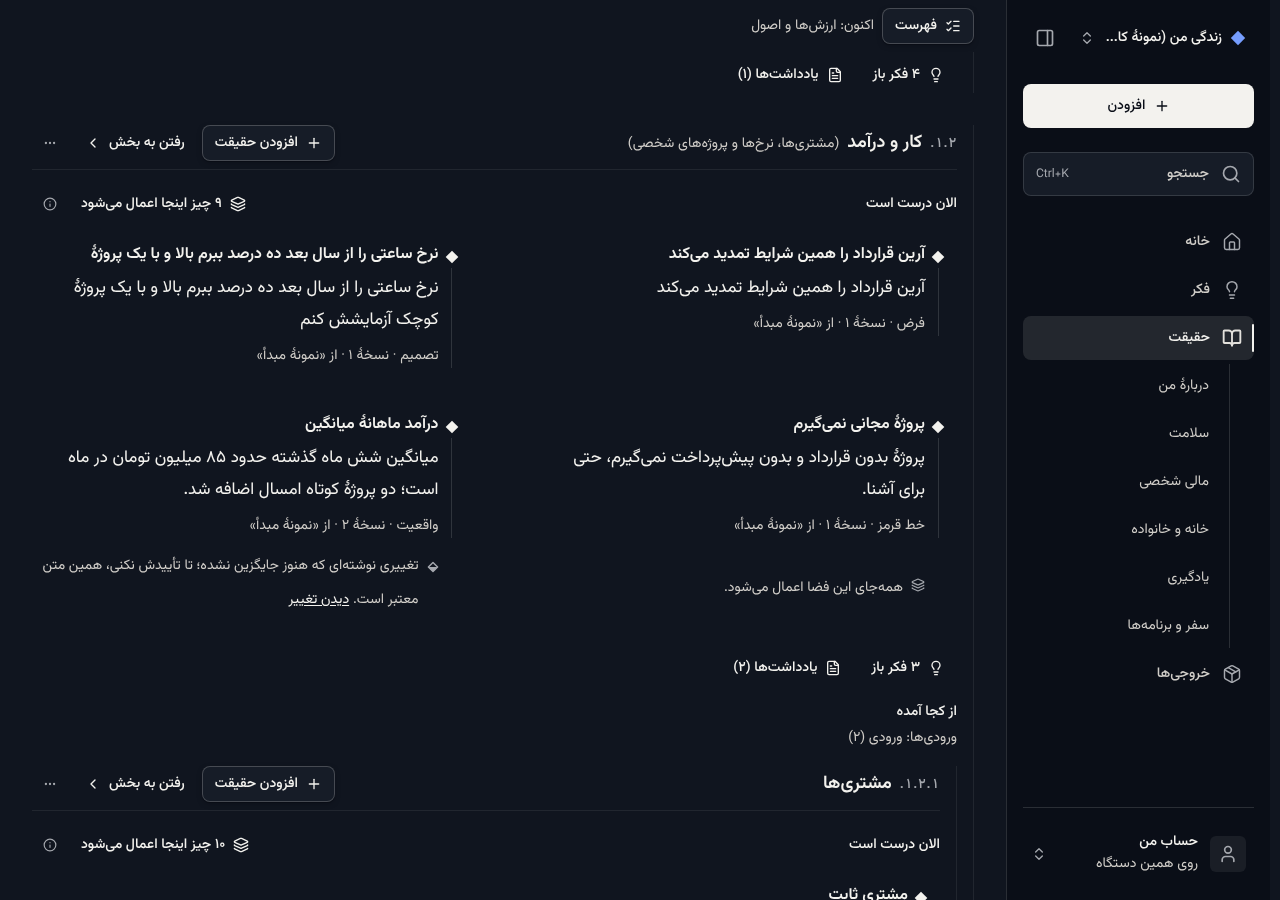 زندگی من (نمونهٔ کا...
افزودن
جستجو
Ctrl+K
خانه
فکر
حقیقت
دربارهٔ من
سلامت
مالی شخصی
خانه و خانواده
یادگیری
سفر و برنامه‌ها
خروجی‌ها
حساب من
روی همین دستگاه
فهرست
اکنون: ارزش‌ها و اصول
۴ فکر باز
یادداشت‌ها (۱)
۱.۲. کار و درآمد (مشتری‌ها، نرخ‌ها و پروژه‌های شخصی)
افزودن حقیقت
رفتن به بخش
الان درست است
۹ چیز اینجا اعمال می‌شود
آرین قرارداد را همین شرایط تمدید می‌کند
آرین قرارداد را همین شرایط تمدید می‌کند
فرض · نسخهٔ ۱ · از «نمونهٔ مبدأ»
نرخ ساعتی را از سال بعد ده درصد ببرم بالا و با یک پروژهٔ
نرخ ساعتی را از سال بعد ده درصد ببرم بالا و با یک پروژهٔ
کوچک آزمایشش کنم
تصمیم · نسخهٔ ۱ · از «نمونهٔ مبدأ»
پروژهٔ مجانی نمی‌گیرم
پروژهٔ بدون قرارداد و بدون پیش‌پرداخت نمی‌گیرم، حتی
برای آشنا.
خط قرمز · نسخهٔ ۱ · از «نمونهٔ مبدأ»
همه‌جای این فضا اعمال می‌شود.
درآمد ماهانهٔ میانگین
میانگین شش ماه گذشته حدود ۸۵ میلیون تومان در ماه
است؛ دو پروژهٔ کوتاه امسال اضافه شد.
واقعیت · نسخهٔ ۲ · از «نمونهٔ مبدأ»
تغییری نوشته‌ای که هنوز جایگزین نشده؛ تا تأییدش نکنی، همین متن
معتبر است. دیدن تغییر
۳ فکر باز
یادداشت‌ها (۲)
از کجا آمده
ورودی‌ها: ورودی (۲)
۱.۲.۱. مشتری‌ها
افزودن حقیقت
رفتن به بخش
الان درست است
۱۰ چیز اینجا اعمال می‌شود
مشتری ثابت